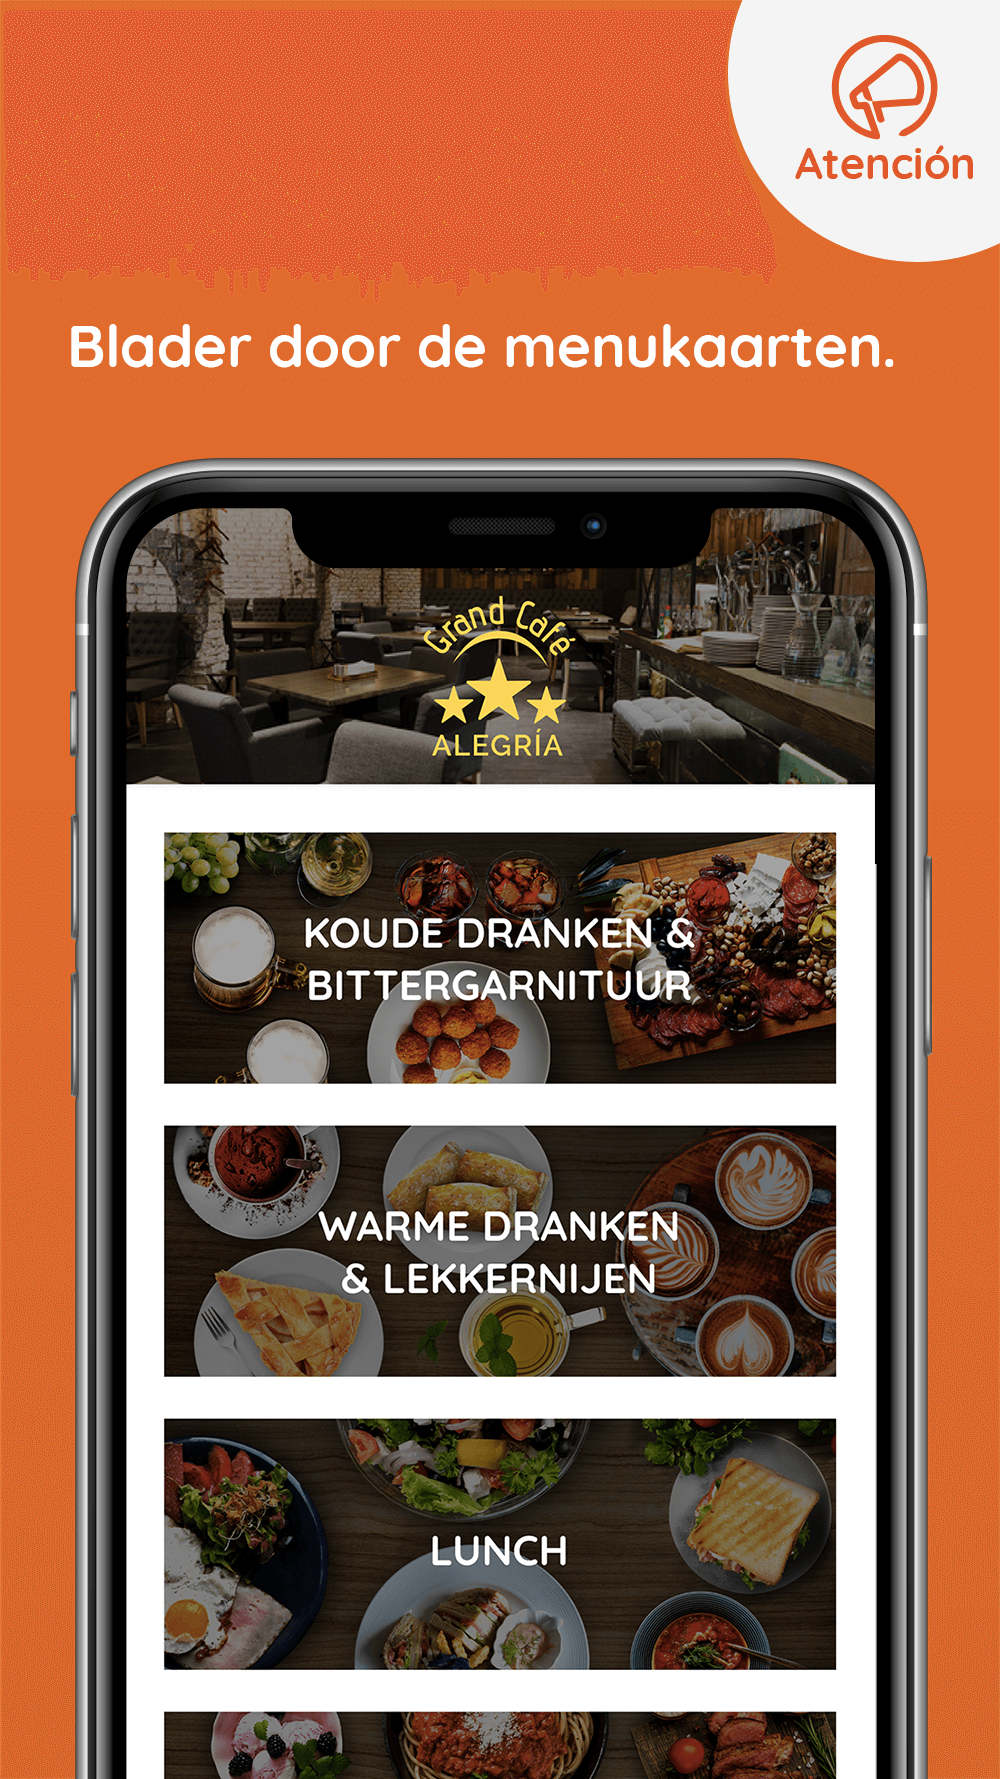 Atención
Blader door de menukaarten.
Grand Café
ALEGRÍA
KOUDE DRANKEN &
BITTERGARNITUUR
WARME DRANKEN
& LEKKERNIJEN
LUNCH